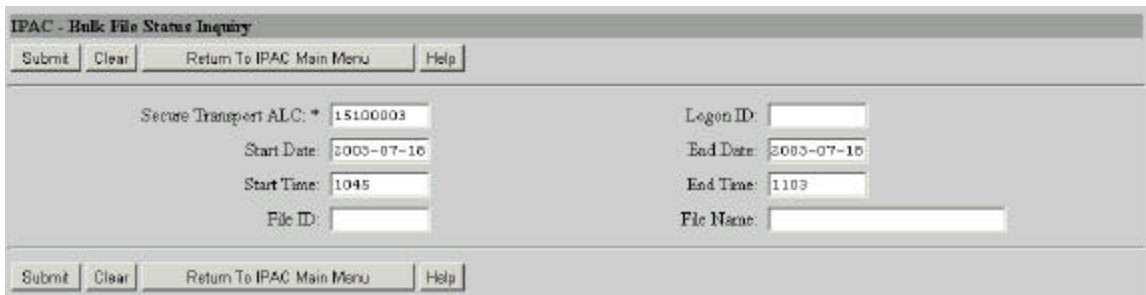 IPAC - Bulk File Status Inquiry
Submit Clear Return To IPAC Main Menu Help
Secure Transport ALC: * 15100003 Logon ID:
Start Date: 2003-07-16 End Date: 2003-07-16
Start Time: 1045 End Time: 1103
File ID: File Name:
Submit Clear Return To IPAC Main Menu Help